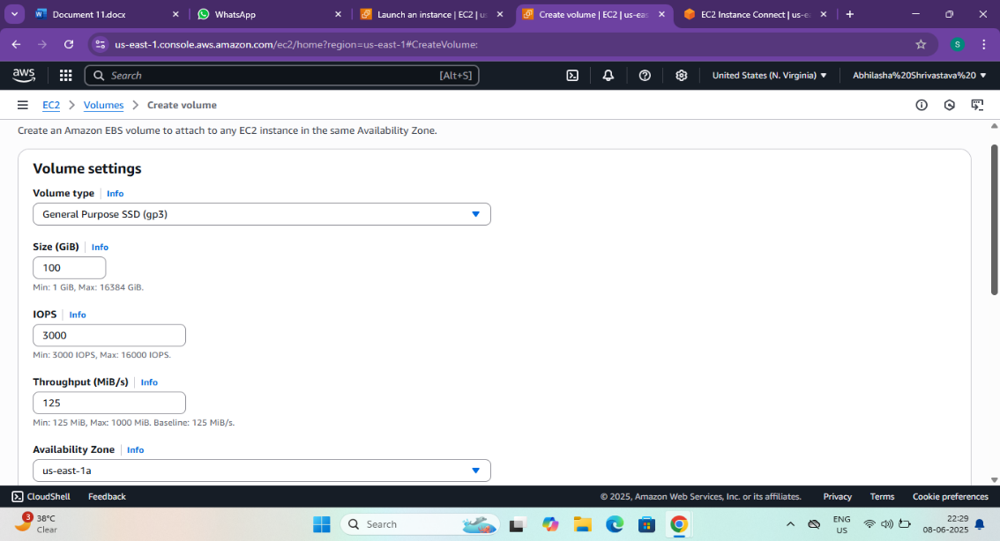 Document 11.docx
WhatsApp
Launch an instance | EC2 | us
Create volume | EC2 | us-eas
EC2 Instance Connect | us-e
us-east-1.console.aws.amazon.com/ec2/home?region=us-east-1#CreateVolume:
S
aws
Search [Alt+S]
United States (N. Virginia)
Abhilasha%20Shrivastava%20
EC2 > Volumes > Create volume
Create an Amazon EBS volume to attach to any EC2 instance in the same Availability Zone.
Volume settings
Volume type | Info
General Purpose SSD (gp3)
Size (GiB) | Info
100
Min: 1 GiB, Max: 16384 GiB.
IOPS | Info
3000
Min: 3000 IOPS, Max: 16000 IOPS.
Throughput (MiB/s) | Info
125
Min: 125 MiB, Max: 1000 MiB. Baseline: 125 MiB/s.
Availability Zone | Info
us-east-1a
CloudShell
Feedback
© 2025, Amazon Web Services, Inc. or its affiliates.
Privacy
Terms
Cookie preferences
3
38°C
Clear
Search
ENG
US
22:29
08-06-2025